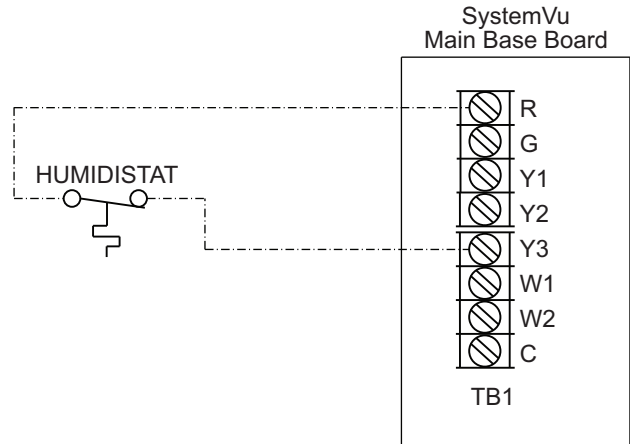 SystemVu
Main Base Board
HUMIDISTAT
R
G
Y1
Y2
Y3
W1
W2
C
TB1